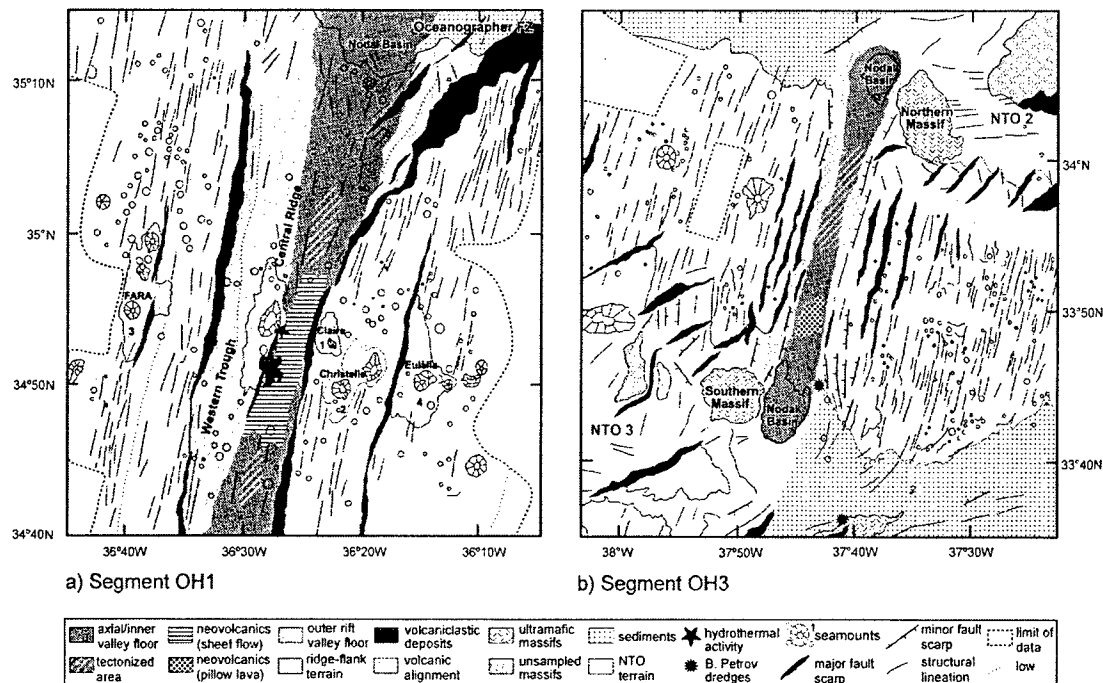 Oceanographer FZ
Nodal Basin
35°10N
Central Ridge
35°N
FARA
3
Claire
1
Western Trough
Christelle
2
Eulalia
4
34°50N
34°40N
36°40W
36°30W
36°20W
36°10W
a) Segment OH1
Nodal
Basin
Northern
Massif
NTO 2
34°N
33°50N
Southern
Massif
Nodal
Basin
NTO 3
33°40N
38°W
37°50W
37°40W
37°30W
b) Segment OH3
axial/inner
valley floor
neovolcanics
(sheet flow)
outer rift
valley floor
volcaniclastic
deposits
ultramafic
massifs
sediments
hydrothermal
activity
1
seamounts
minor fault
scarp
limit of
data
tectonized
area
neovolcanics
(pillow lava)
ridge-flank
terrain
volcanic
alignment
unsampled
massifs
NTO
terrain
B. Petrov
dredges
major fault
scarp
structural
lineation
low